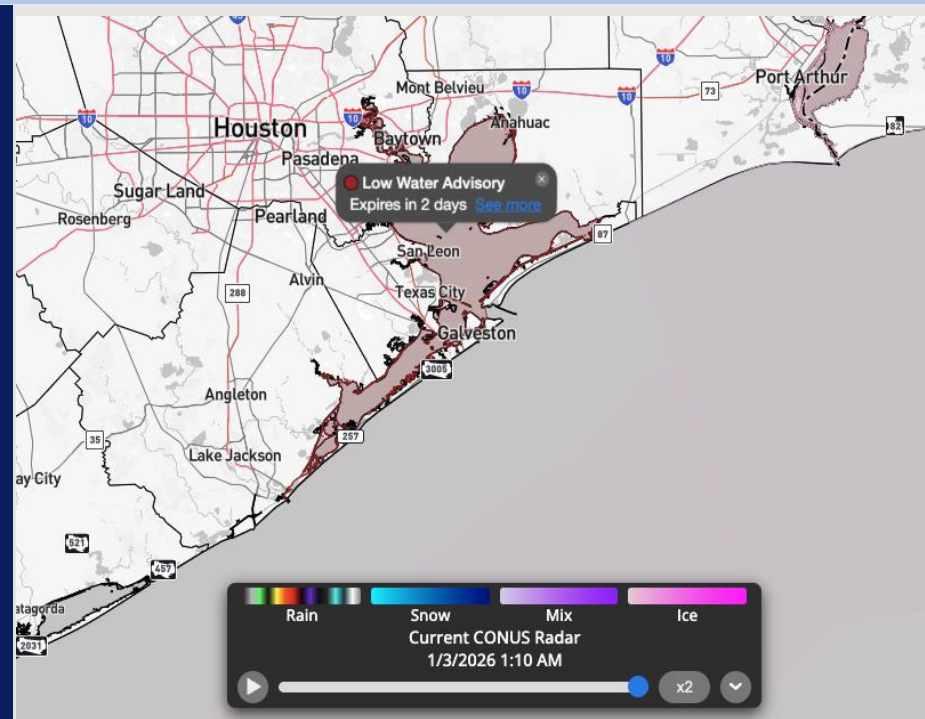 45
10
Mont Belvieu
10
10
10
73
Port Arthur
10
Houston
Anahuac
82
Baytown
Pasadena
Low Water Advisory
Expires in 2 days See more
Sugar Land
Rosenberg
Pearland
87
San Leon
Alvin
288
Texas City
Galveston
3005
Angleton
257
35
Lake Jackson
ay City
521
457
atagorda
2031
Rain
Snow
Mix
Ice
Current CONUS Radar
1/3/2026 1:10 AM
x2